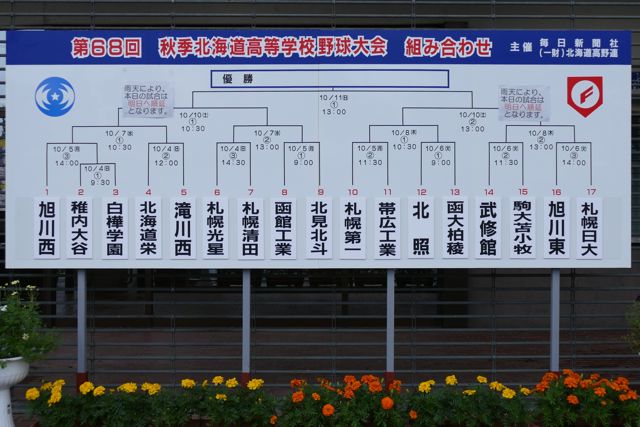 第68回 秋季北海道高等学校野球大会 組み合わせ
主催 毎日新聞社
(一財)北海道高野連
優勝
雨天により、
本日の試合は
明日へ順延
となります。
雨天により、
本日の試合は
明日へ順延
となります。
10/11(日)
①
13:00
10/10(土)
①
10:30
10/10(土)
②
13:00
10/7(水)
①
10:30
10/7(水)
②
13:00
10/8(木)
①
10:30
10/8(木)
②
13:00
10/5(月)
③
14:00
10/4(日)
②
11:30
10/4(日)
③
14:30
10/5(月)
①
9:00
10/5(月)
②
11:30
10/6(火)
①
9:00
10/6(火)
②
11:30
10/6(火)
③
14:00
10/4(日)
①
9:30
1 2 3 4 5 6 7 8 9 10 11 12 13 14 15 16 17
旭川西
稚内大谷
白樺学園
北海道栄
滝川西
札幌光星
札幌清田
函館工業
北見北斗
札幌第一
帯広工業
北照
函大柏稜
武修館
駒大苫小牧
旭川東
札幌日大